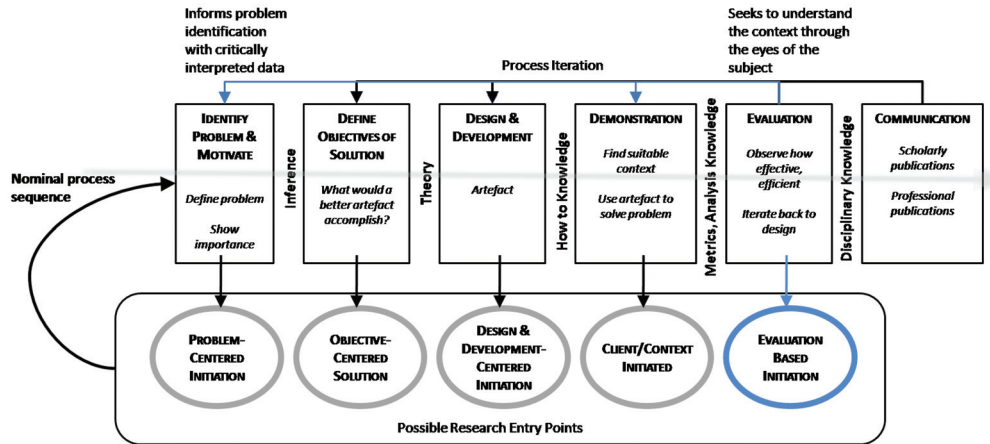 Informs problem
identification
with critically
interpreted data
Seeks to understand
the context through
the eyes of the
subject
Process Iteration
Nominal process
sequence
IDENTIFY
PROBLEM &
MOTIVATE
Define problem
Show
importance
Inference
DEFINE
OBJECTIVES OF
SOLUTION
What would a
better artefact
accomplish?
Theory
DESIGN &
DEVELOPMENT
Artefact
How to Knowledge
DEMONSTRATION
Find suitable
context
Use artefact to
solve problem
Metrics, Analysis Knowledge
EVALUATION
Observe how
effective,
efficient
Iterate back to
design
Disciplinary Knowledge
COMMUNICATION
Scholarly
publications
Professional
publications
PROBLEM-
CENTERED
INITIATION
OBJECTIVE-
CENTERED
SOLUTION
DESIGN &
DEVELOPMENT-
CENTERED
INITIATION
CLIENT/CONTEXT
INITIATED
EVALUATION
BASED
INITIATION
Possible Research Entry Points